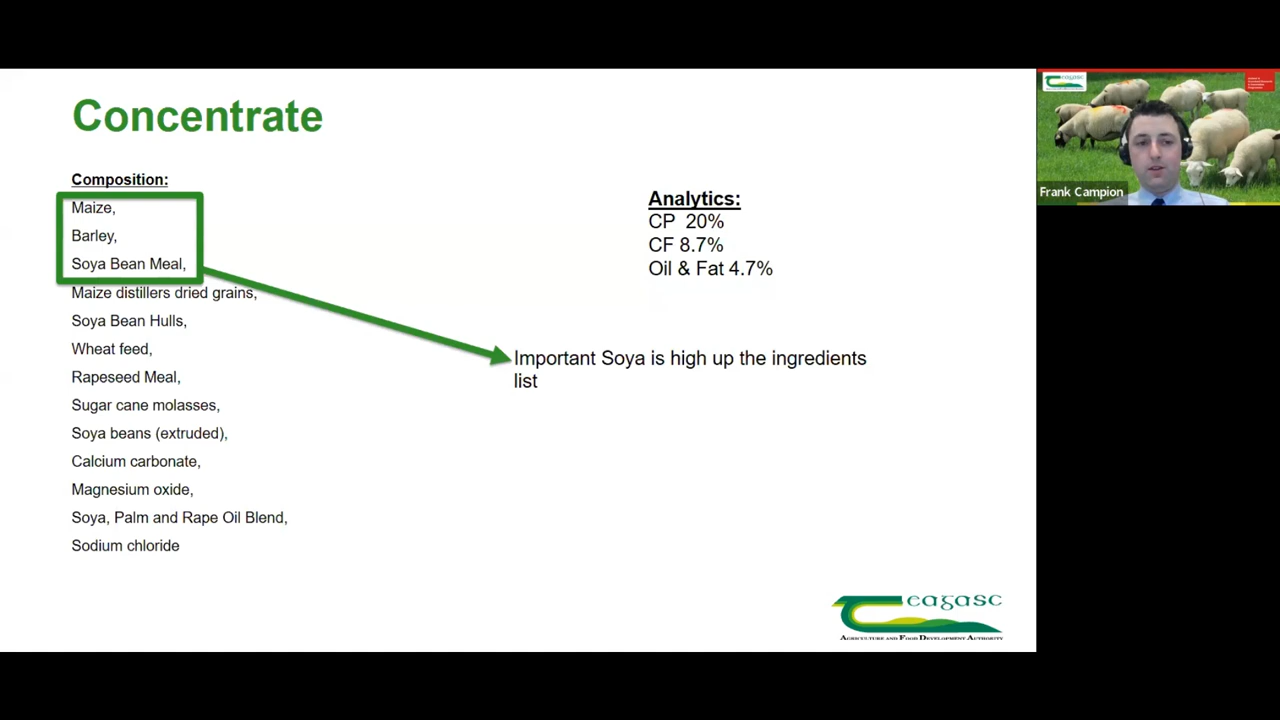 Concentrate
Composition:
Maize,
Barley,
Soya Bean Meal,
Maize distillers dried grains,
Soya Bean Hulls,
Wheat feed,
Rapeseed Meal,
Sugar cane molasses,
Soya beans (extruded),
Calcium carbonate,
Magnesium oxide,
Soya, Palm and Rape Oil Blend,
Sodium chloride
Analytics:
CP 20%
CF 8.7%
Oil & Fat 4.7%
Important Soya is high up the ingredients
list
teagasc
AGRICULTURE AND FOOD DEVELOPMENT AUTHORITY
teagasc
Frank Campion